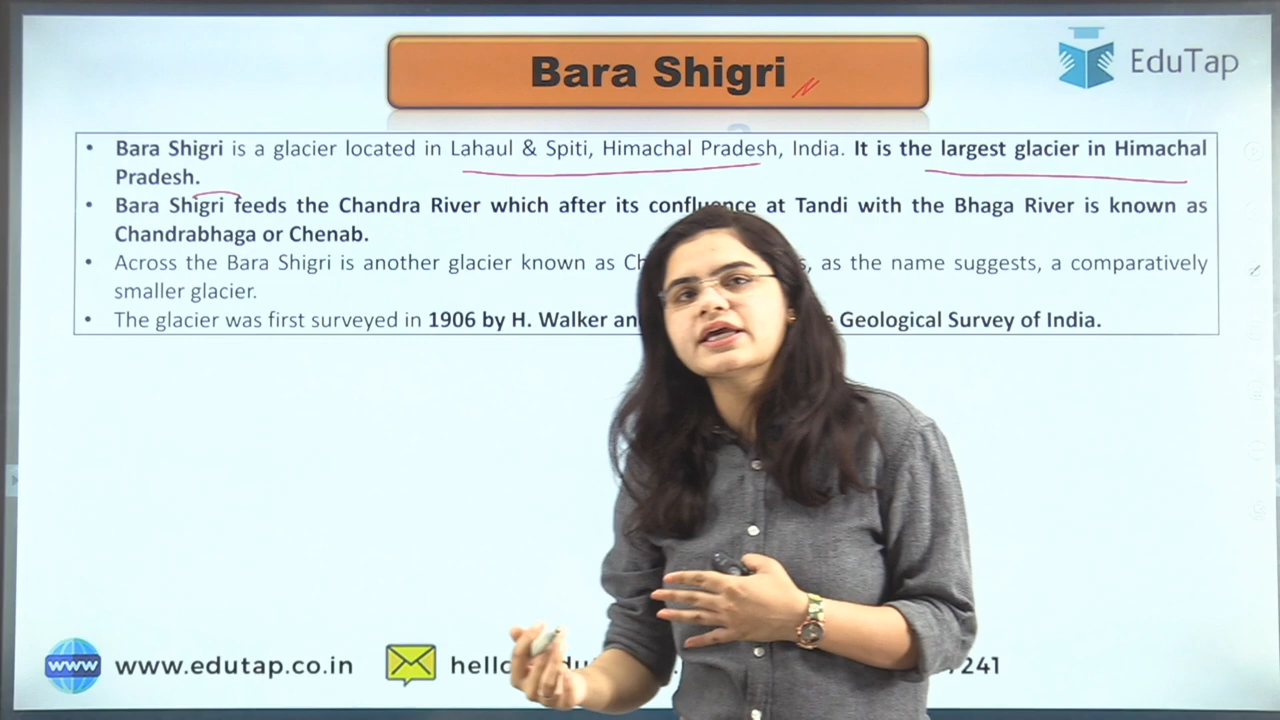 Bara Shigri
EduTap
• Bara Shigri is a glacier located in Lahaul & Spiti, Himachal Pradesh, India. It is the largest glacier in Himachal
Pradesh.
• Bara Shigri feeds the Chandra River which after its confluence at Tandi with the Bhaga River is known as
Chandrabhaga or Chenab.
• Across the Bara Shigri is another glacier known as as the name suggests, a comparatively
smaller glacier.
• The glacier was first surveyed in 1906 by H. Walker Geological Survey of India.
www www.edutap.co.in